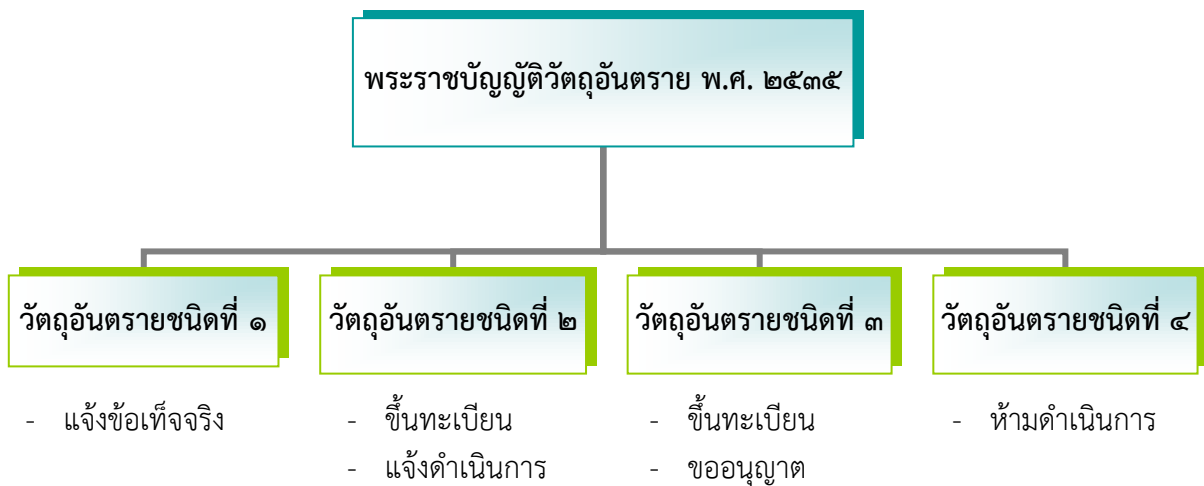 พระราชบัญญัติวัตถุอันตราย พ.ศ. ๒๕๓๕
วัตถุอันตรายชนิดที่ ๑
วัตถุอันตรายชนิดที่ ๒
วัตถุอันตรายชนิดที่ ๓
วัตถุอันตรายชนิดที่ ๔
- แจ้งข้อเท็จจริง
- ขึ้นทะเบียน
- แจ้งดำเนินการ
- ขึ้นทะเบียน
- ขออนุญาต
- ห้ามดำเนินการ